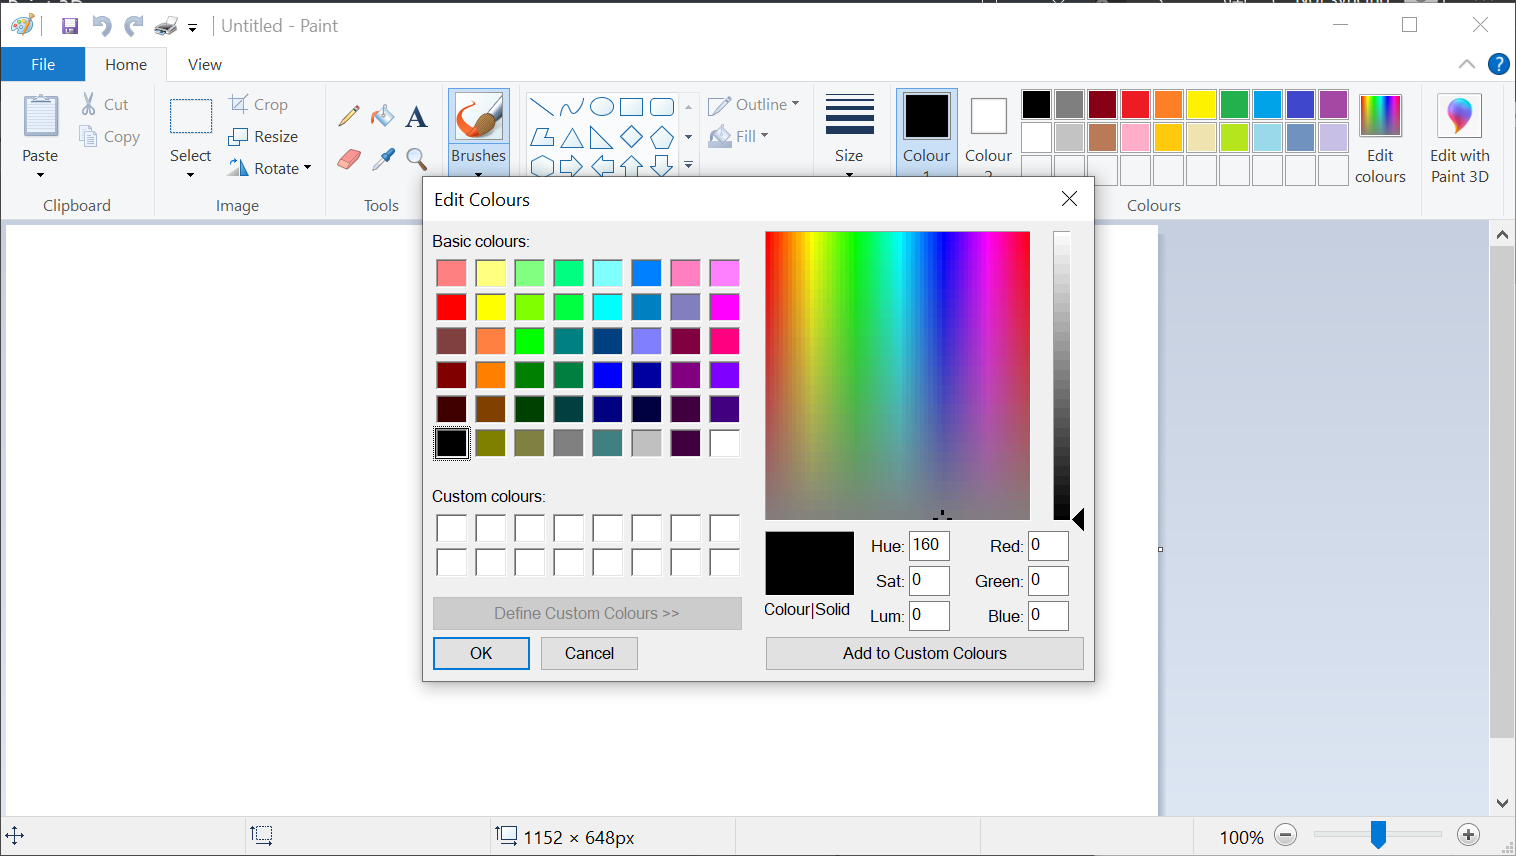 Untitled - Paint
File
Home
View
?
Paste
Cut
Copy
Clipboard
Select
Crop
Resize
Rotate
Image
A
Tools
Brushes
Outline
Fill
Size
Colour
1
Colour
2
Edit
colours
Colours
Edit with
Paint 3D
Edit Colours
Basic colours:
Custom colours:
Define Custom Colours >>
OK
Cancel
Colour|Solid
Hue: 160
Sat: 0
Lum: 0
Red: 0
Green: 0
Blue: 0
Add to Custom Colours
1152 × 648px
100%